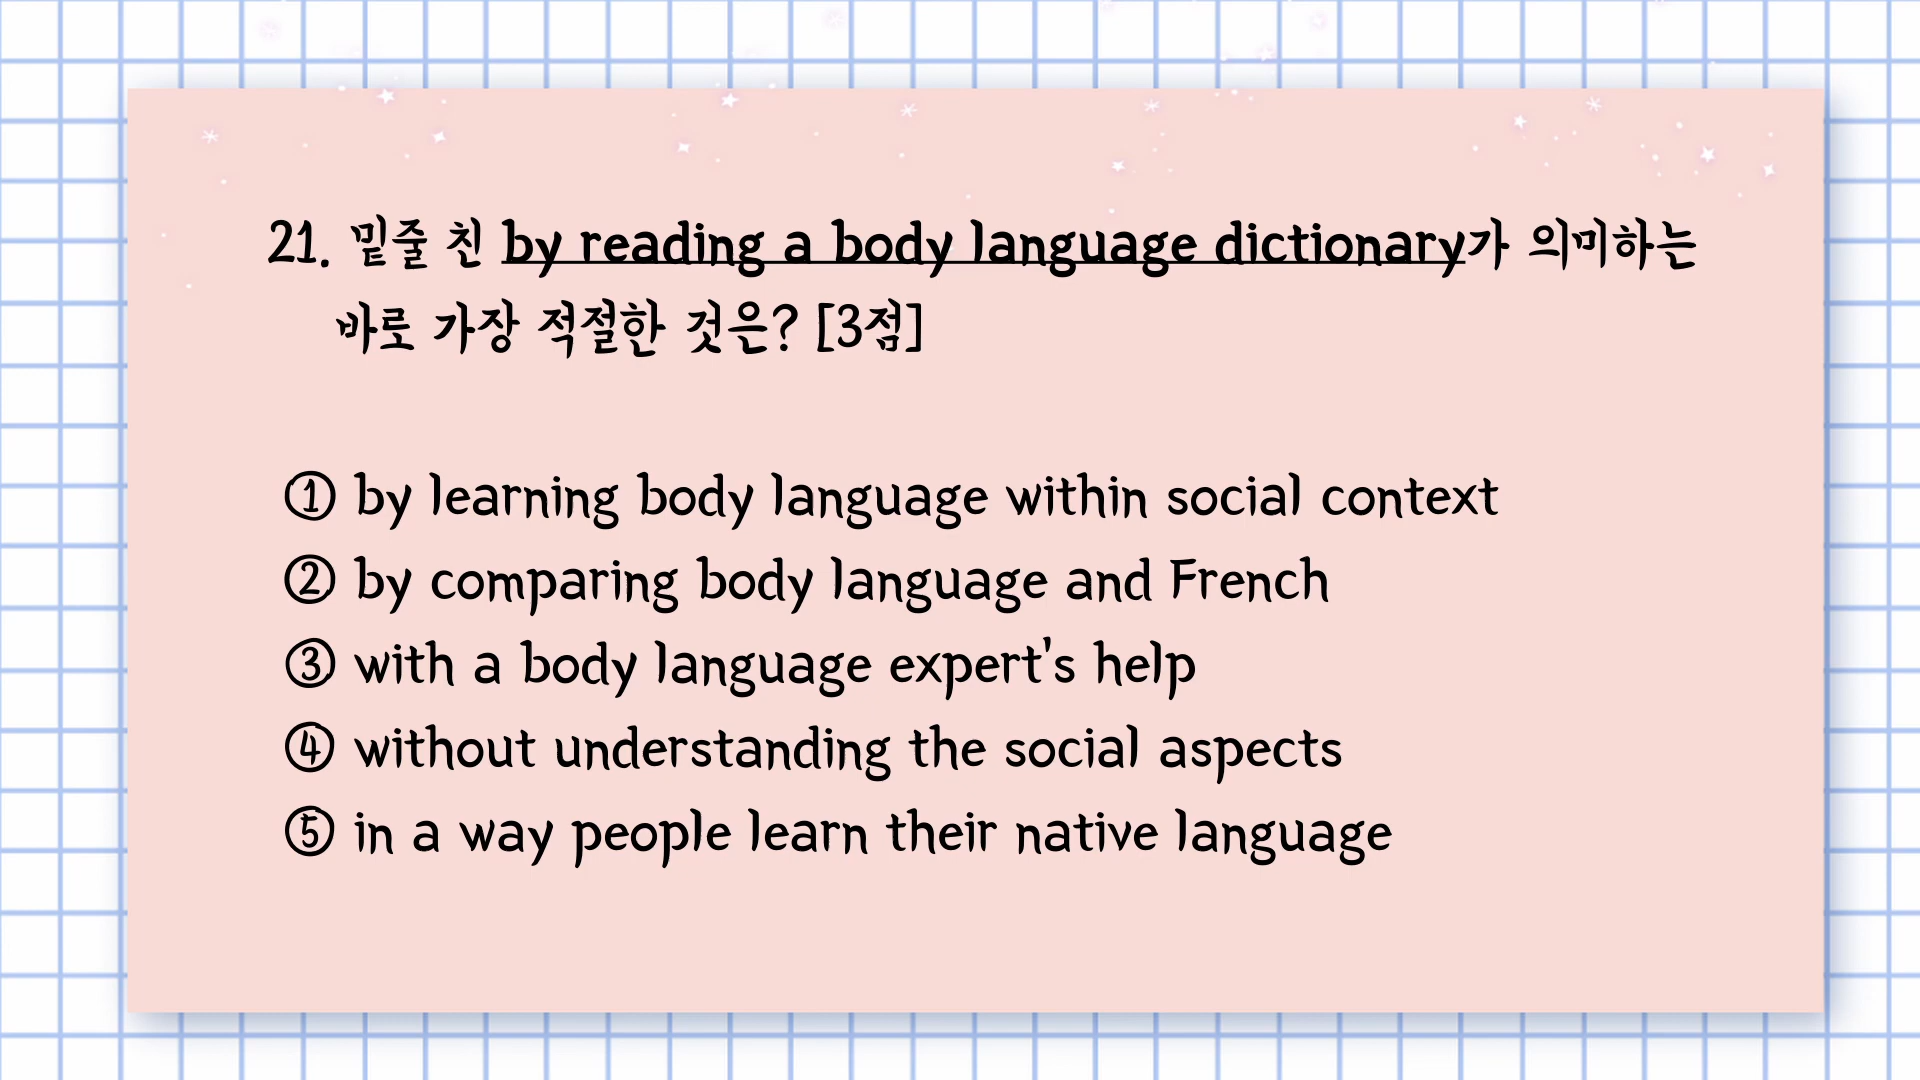 21. 밑줄 친 by reading a body language dictionary가 의미하는
바로 가장 적절한 것은? [3점]
① by learning body language within social context
② by comparing body language and French
③ with a body language expert's help
④ without understanding the social aspects
⑤ in a way people learn their native language